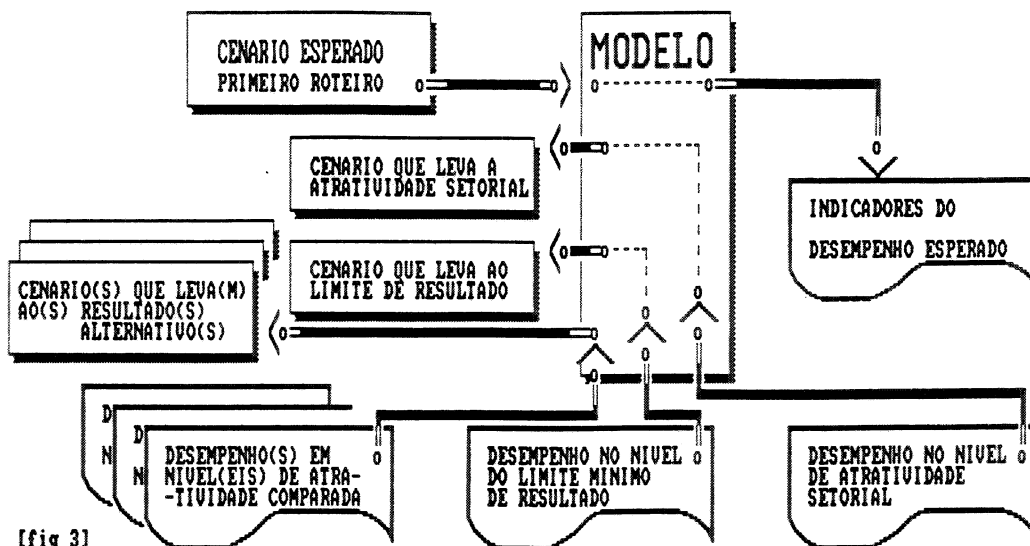 CENARIO ESPERADO
PRIMEIRO ROTEIRO
MODELO
CENARIO QUE LEVA A
ATRATIVIDADE SETORIAL
INDICADORES DO
DESEMPENHO ESPERADO
CENARIO QUE LEVA AO
LIMITE DE RESULTADO
CENARIO(S) QUE LEVA(M)
AO(S) RESULTADO(S)
ALTERNATIVO(S)
D
N
D
N
DESEMPENHO(S) EM
NIVEL(EIS) DE ATRA-
-TIVIDADE COMPARADA
DESEMPENHO NO NIVEL
DO LIMITE MINIMO
DE RESULTADO
DESEMPENHO NO NIVEL
DE ATRATIVIDADE
SETORIAL
[fig 3]